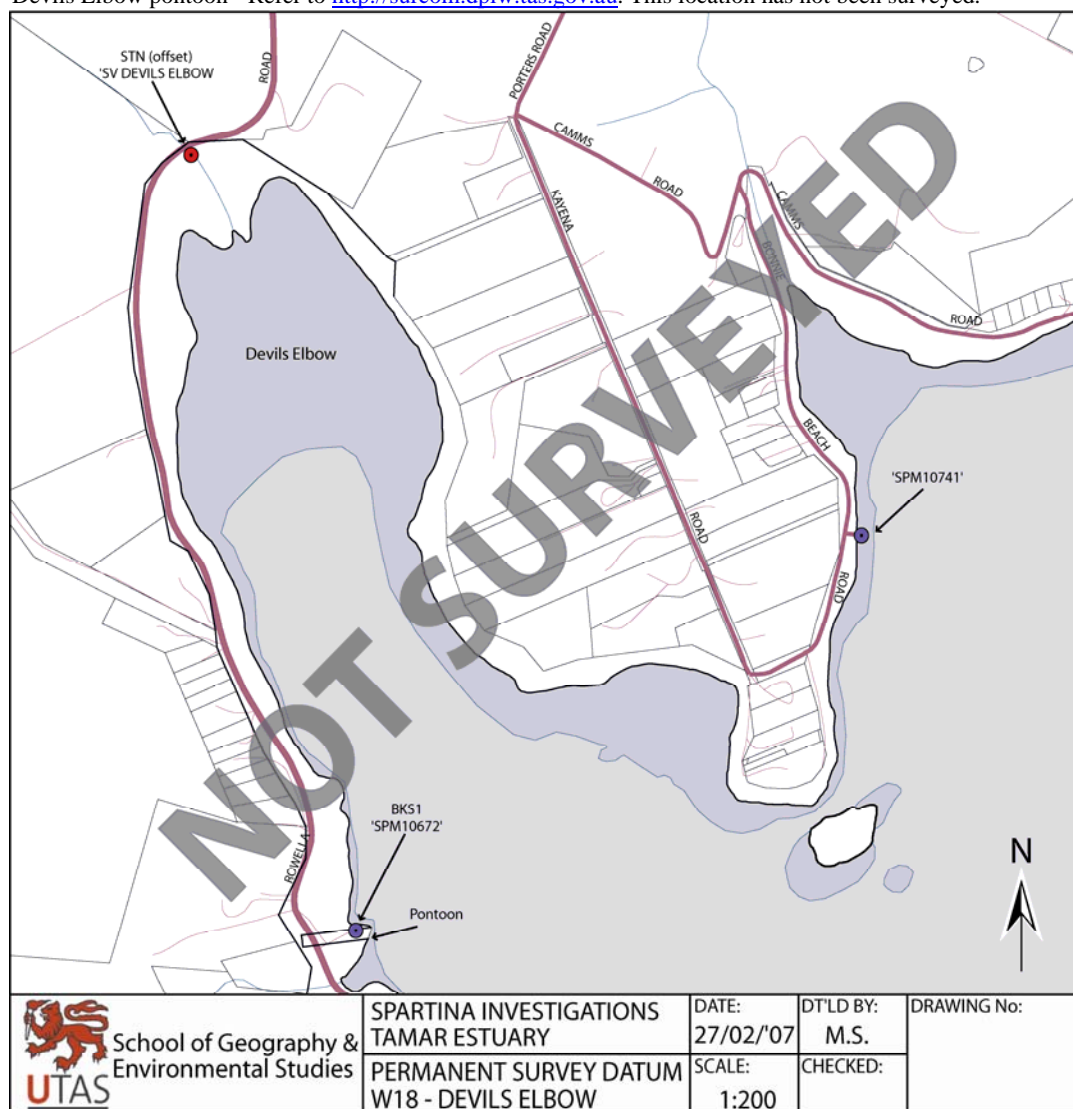 Devils Elbow pontoon - Refer to http://surcom.dpiw.tas.gov.au. This location has not been surveyed.
STN (offset)
'SV DEVILS ELBOW
ROAD
PORTERS ROAD
CAMMS
ROAD
KAYENA
CAMMS
BONNIE
ROAD
Devils Elbow
BEACH
'SPM10741'
ROAD
ROAD
NOT SURVEYED
BKS1
'SPM10672'
ROWELLA
Pontoon
N
School of Geography &
Environmental Studies
UTAS
SPARTINA INVESTIGATIONS
TAMAR ESTUARY
PERMANENT SURVEY DATUM
W18 - DEVILS ELBOW
DATE:
27/02/'07
SCALE:
1:200
DT'LD BY:
M.S.
CHECKED:
DRAWING No: